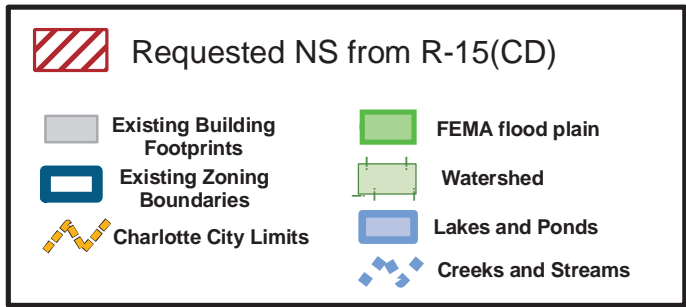 Requested NS from R-15(CD)
Existing Building
Footprints
Existing Zoning
Boundaries
Charlotte City Limits
FEMA flood plain
Watershed
Lakes and Ponds
Creeks and Streams